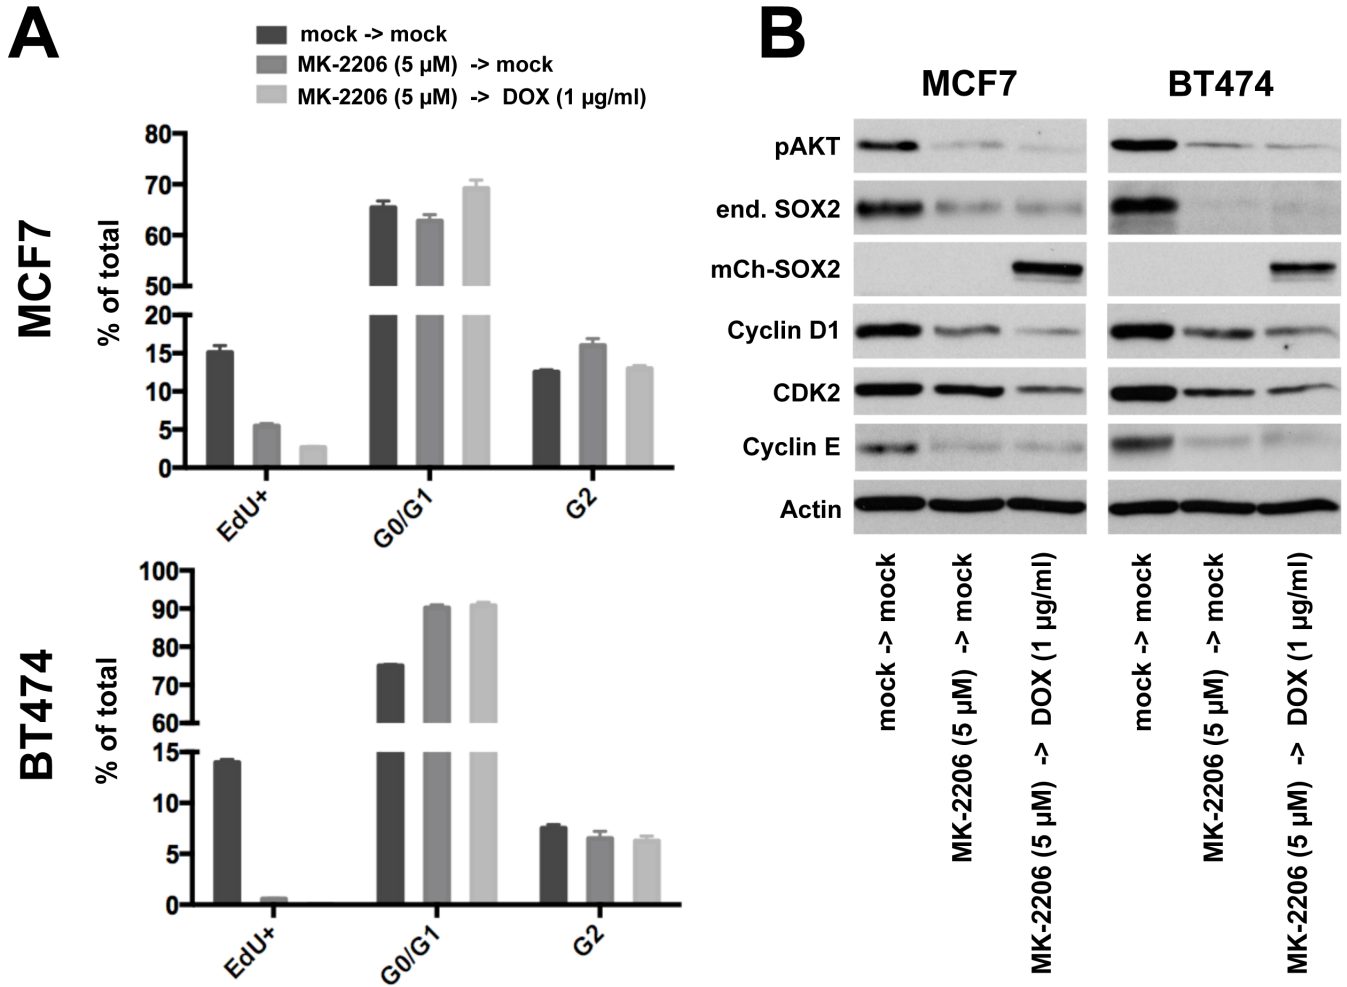 A
mock -> mock
MK-2206 (5 µM) -> mock
MK-2206 (5 µM) -> DOX (1 µg/ml)
MCF7
% of total
80
70
60
50
20
15
10
5
0
EdU+
G0/G1
G2
BT474
% of total
100
90
80
70
60
15
10
5
0
EdU+
G0/G1
G2
B
MCF7
BT474
pAKT
end. SOX2
mCh-SOX2
Cyclin D1
CDK2
Cyclin E
Actin
mock -> mock
MK-2206 (5 µM) -> mock
MK-2206 (5 µM) -> DOX (1 µg/ml)
mock -> mock
MK-2206 (5 µM) -> mock
MK-2206 (5 µM) -> DOX (1 µg/ml)